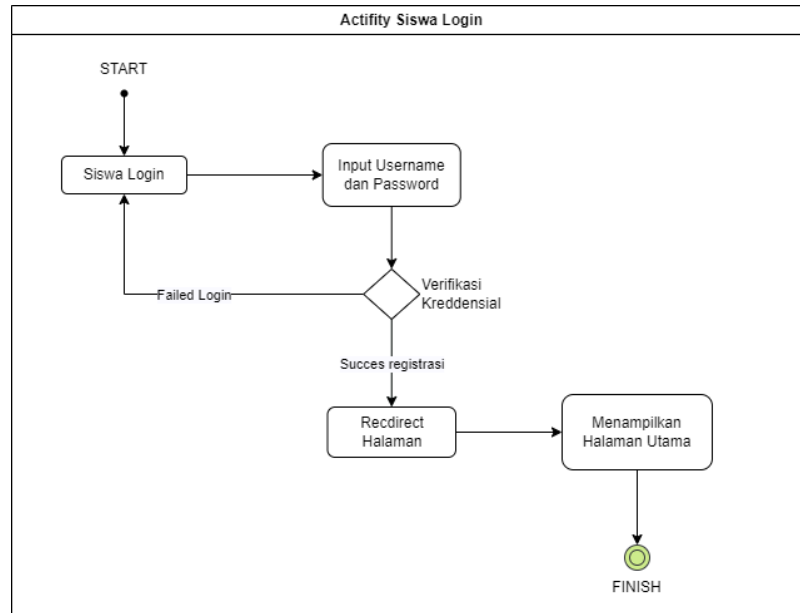 Actifity Siswa Login
START
Siswa Login
Input Username
dan Password
Verifikasi
Kreddensial
Failed Login
Succes registrasi
Recdirect
Halaman
Menampilkan
Halaman Utama
FINISH